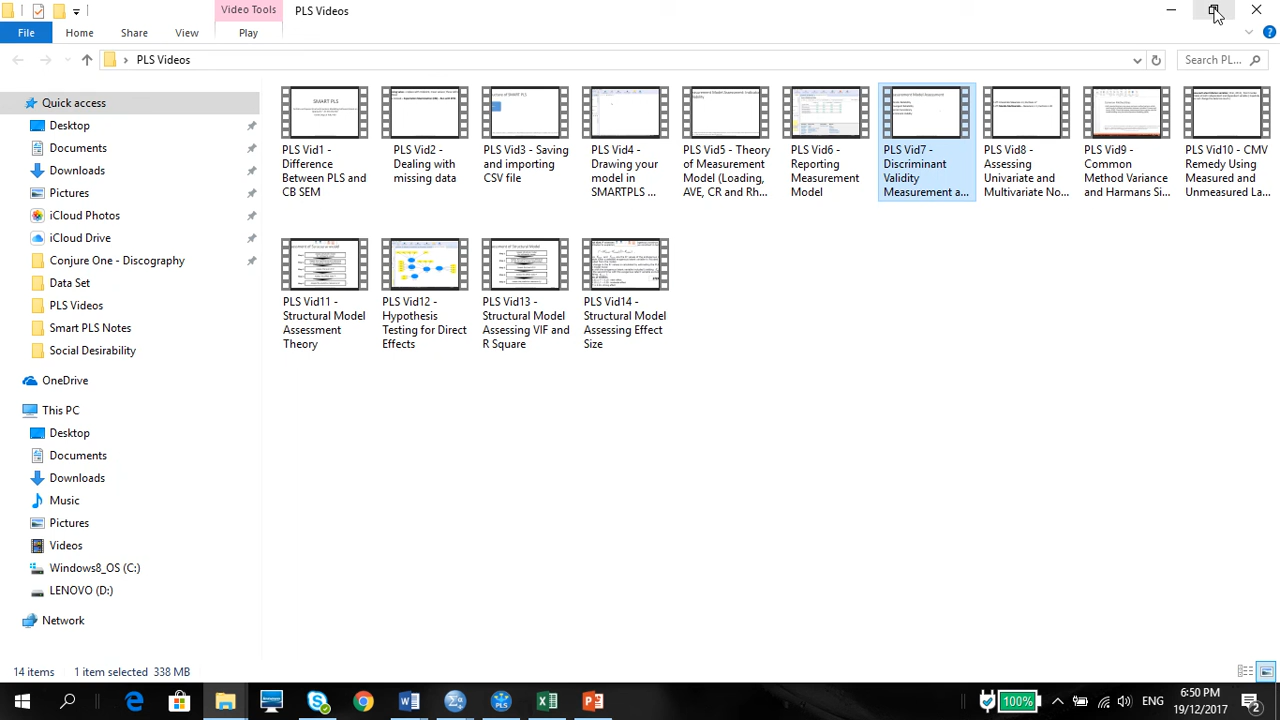 Video Tools
PLS Videos
File
Home
Share
View
Play
PLS Videos
Search PL...
Quick access
Desktop
Documents
Downloads
Pictures
iCloud Photos
iCloud Drive
Conjure One - Discography
Data Set
PLS Videos
Smart PLS Notes
Social Desirability
OneDrive
This PC
Desktop
Documents
Downloads
Music
Pictures
Videos
Windows8_OS (C:)
LENOVO (D:)
Network
SMART PLS
PLS Vid1 -
Difference
Between PLS and
CB SEM
PLS Vid2 -
Dealing with
missing data
PLS Vid3 - Saving
and importing
CSV file
PLS Vid4 -
Drawing your
model in
SMARTPLS ...
PLS Vid5 - Theory
of Measurement
Model (Loading,
AVE, CR and Rh...
PLS Vid6 -
Reporting
Measurement
Model
PLS Vid7 -
Discriminant
Validity
Measurement a...
PLS Vid8 -
Assessing
Univariate and
Multivariate No...
PLS Vid9 -
Common
Method Variance
and Harmans Si...
PLS Vid10 - CMV
Remedy Using
Measured and
Unmeasured La...
PLS Vid11 -
Structural Model
Assessment
Theory
PLS Vid12 -
Hypothesis
Testing for Direct
Effects
PLS Vid13 -
Structural Model
Assessing VIF and
R Square
PLS Vid14 -
Structural Model
Assessing Effect
Size
14 items
1 item selected 338 MB
100%
ENG
6:50 PM
19/12/2017
2